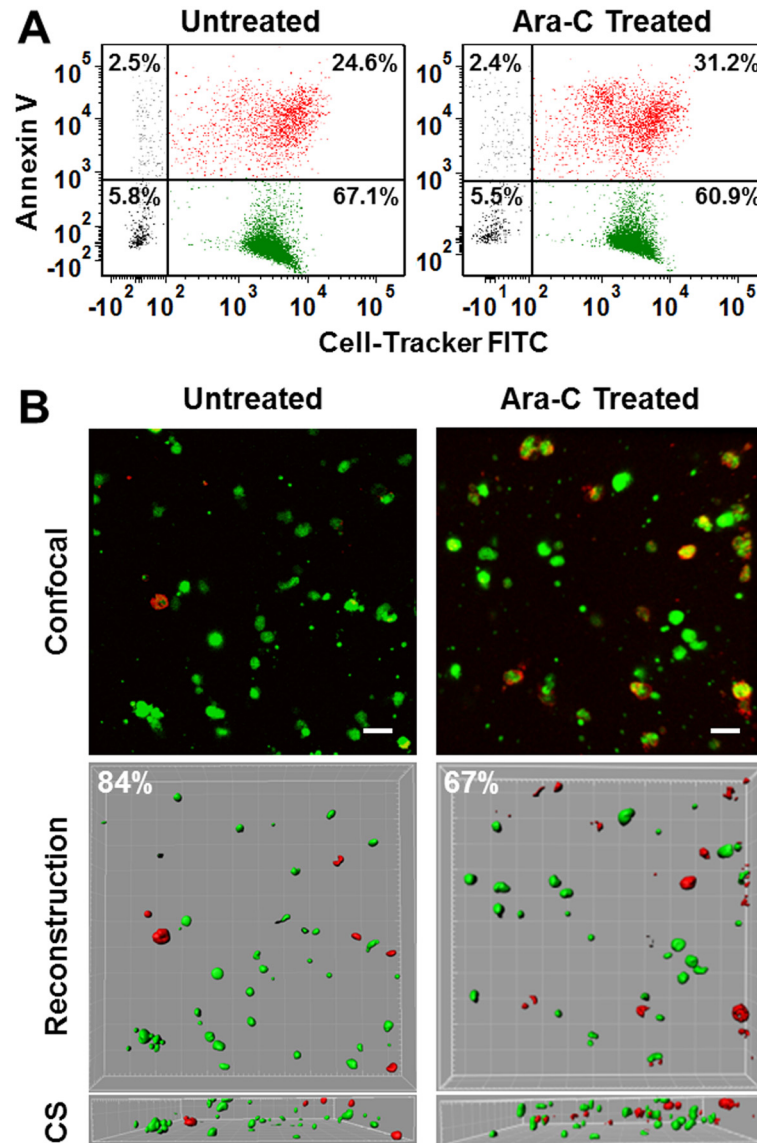 A
Untreated
Ara-C Treated
Annexin V
10^5
10^4
10^3
10^2
-10^2
2.5%
24.6%
5.8%
67.1%
-10^2
10^2
10^3
10^4
10^5
10^5
10^4
10^3
10^2
10^2
2.4%
31.2%
5.5%
60.9%
-10^2
1
10^2
10^3
10^4
10^5
Cell-Tracker FITC
B
Untreated
Ara-C Treated
Confocal
Reconstruction
84%
67%
CS